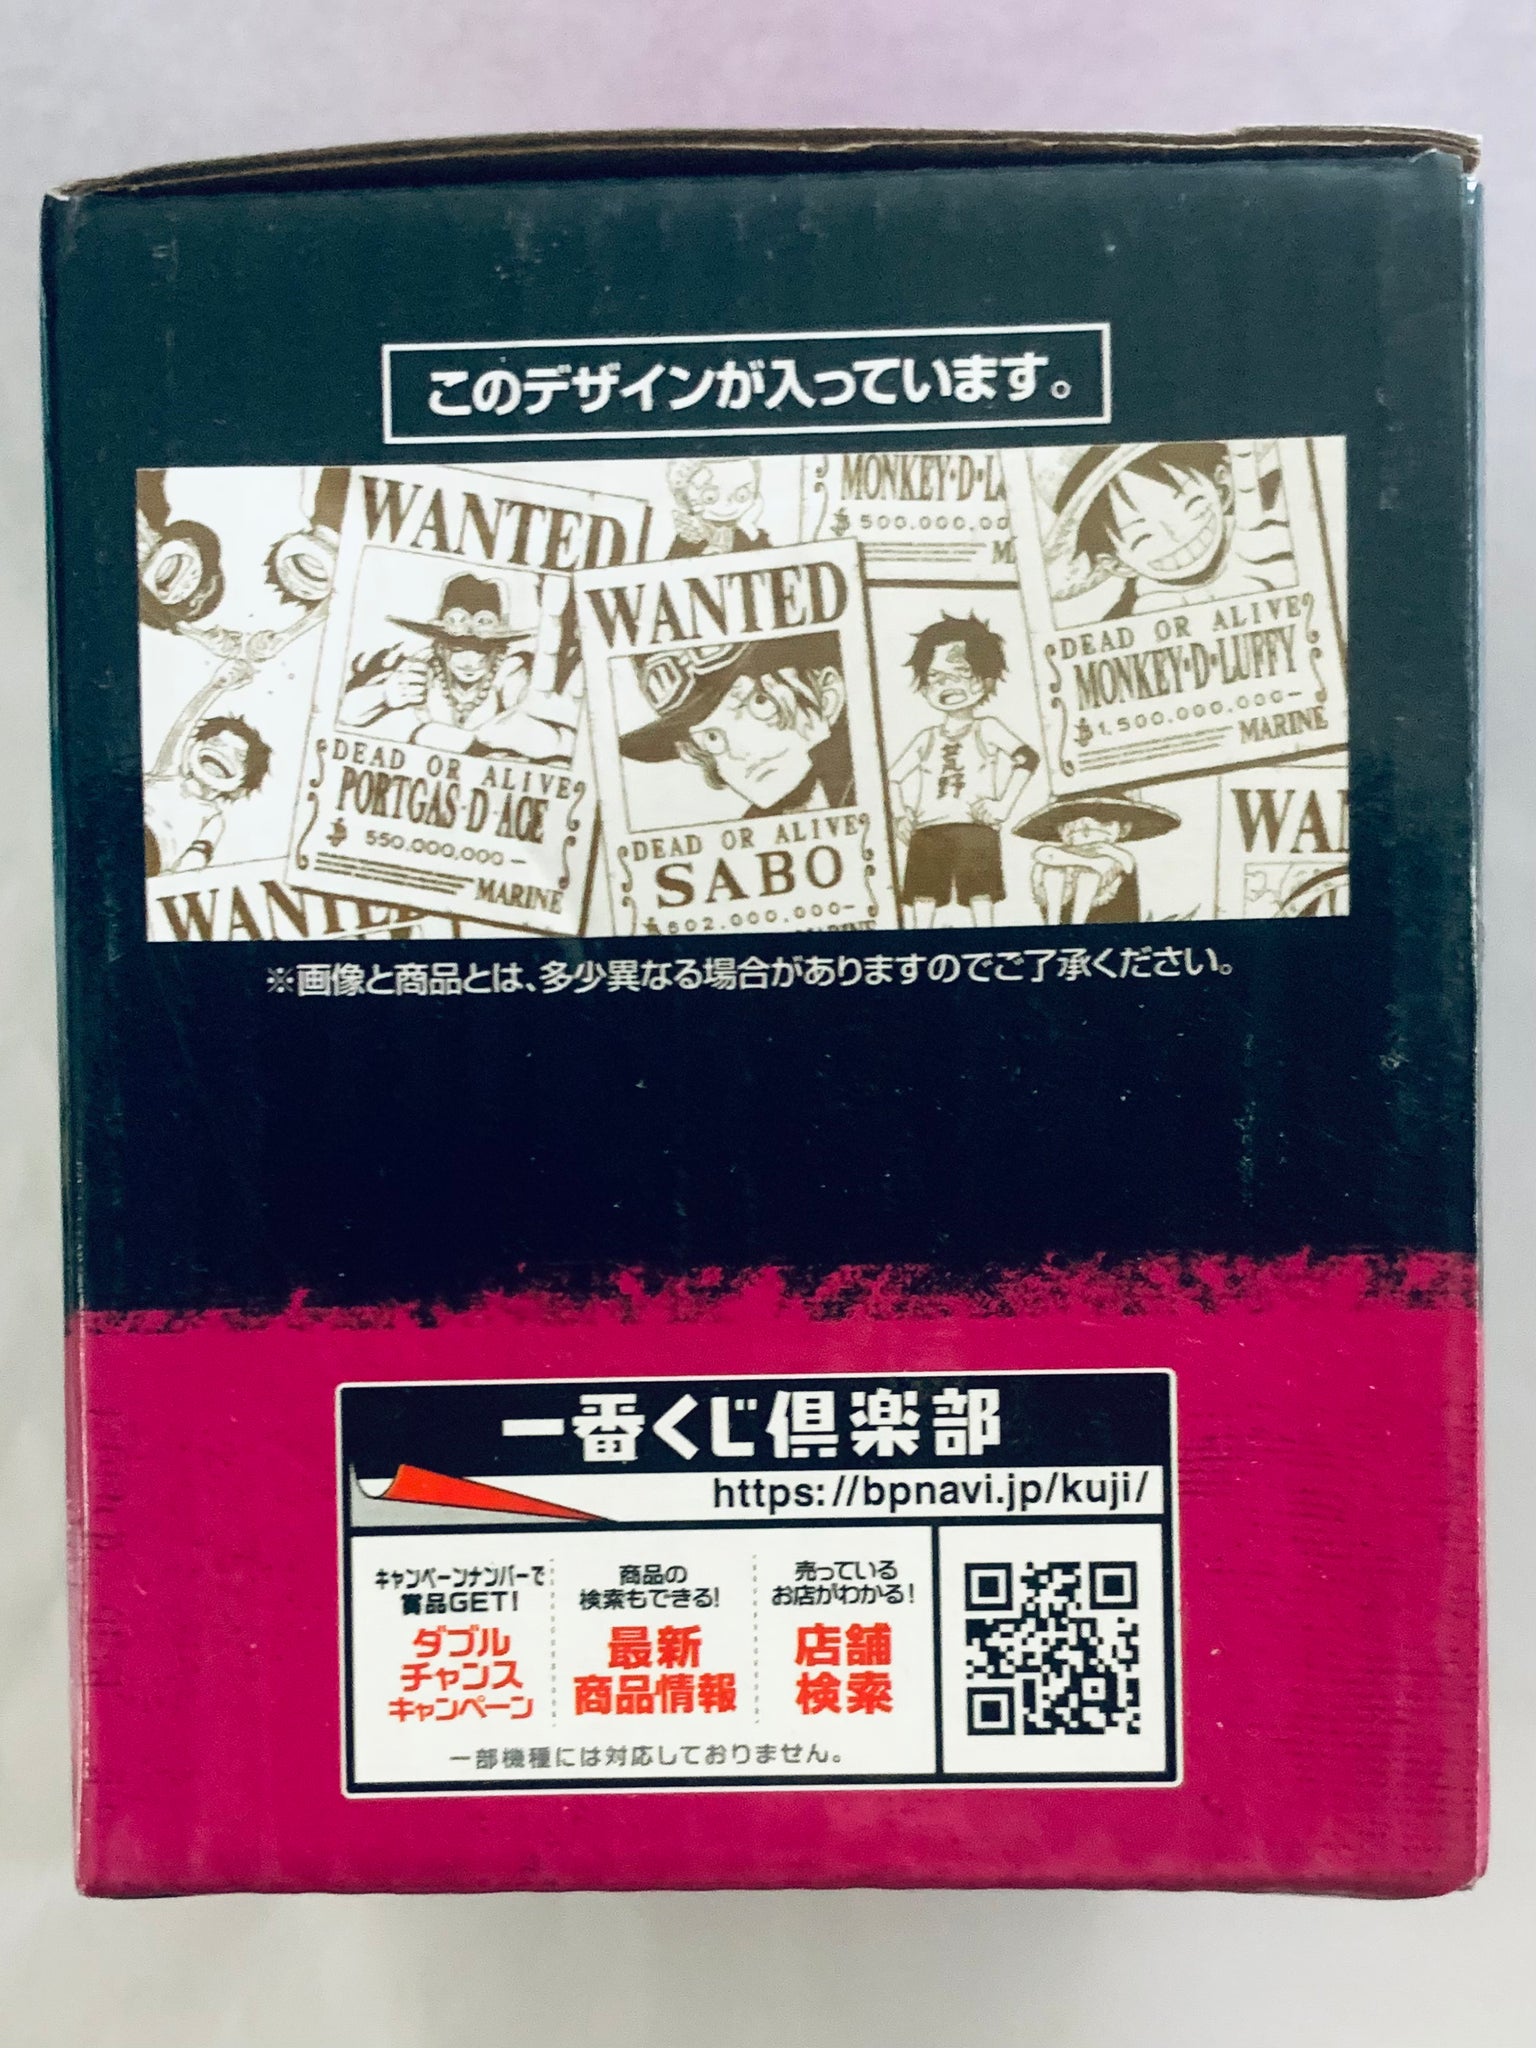 このデザインが入っています。
WANTED
DEAD OR ALIVE
PORTGAS·D·ACE
550.000.000-
MARINE
WANTED
DEAD OR ALIVE
SABO
602.000.000-
MARINE
MONKEY·D·L
500.000.00
M
DEAD OR ALIVE
MONKEY·D·LUFFY
1,500.000.000-
MARINE
WANTED
WAN
※画像と商品とは、多少異なる場合がありますのでご了承ください。
一番くじ倶楽部
https://bpnavi.jp/kuji/
キャンペーンナンバーで
賞品GET!
ダブル
チャンス
キャンペーン
商品の
検索もできる!
最新
商品情報
売っている
お店がわかる!
店舗
検索
一部機種には対応しておりません。